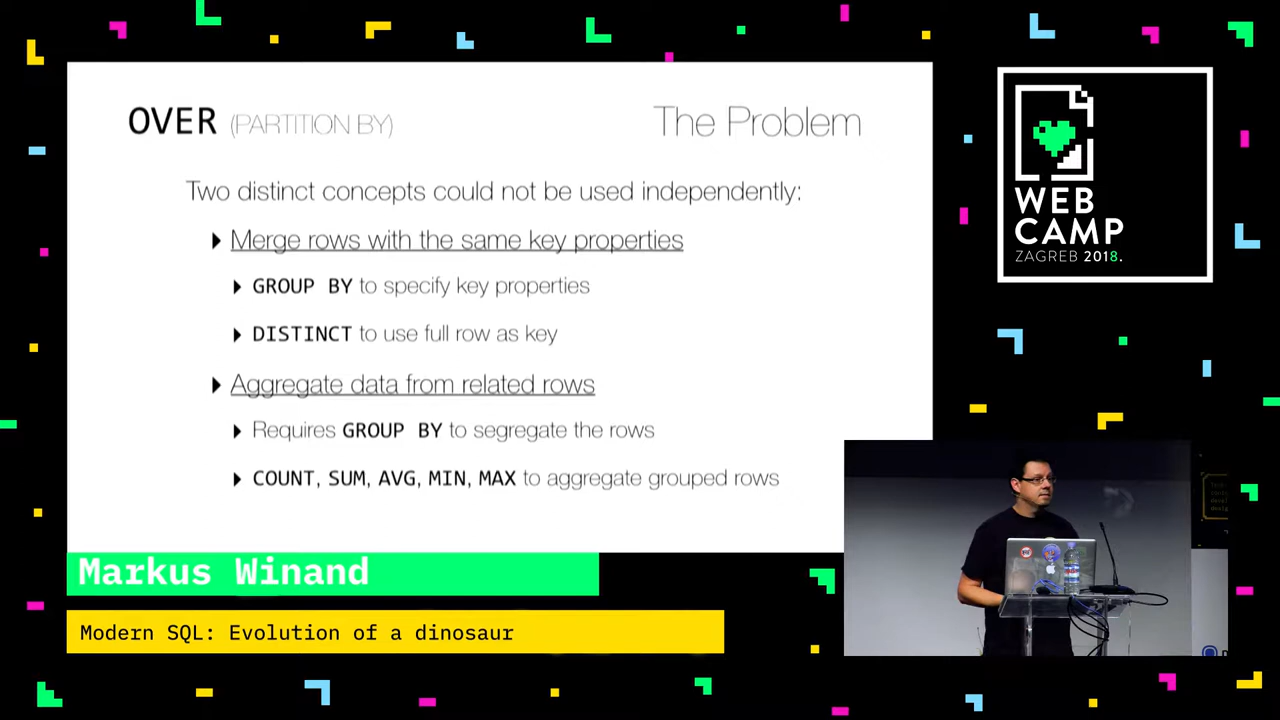 OVER (PARTITION BY)
The Problem
Two distinct concepts could not be used independently:
Merge rows with the same key properties
GROUP BY to specify key properties
DISTINCT to use full row as key
Aggregate data from related rows
Requires GROUP BY to segregate the rows
COUNT, SUM, AVG, MIN, MAX to aggregate grouped rows
WEB
CAMP
ZAGREB 2018.
Markus Winand
Modern SQL: Evolution of a dinosaur